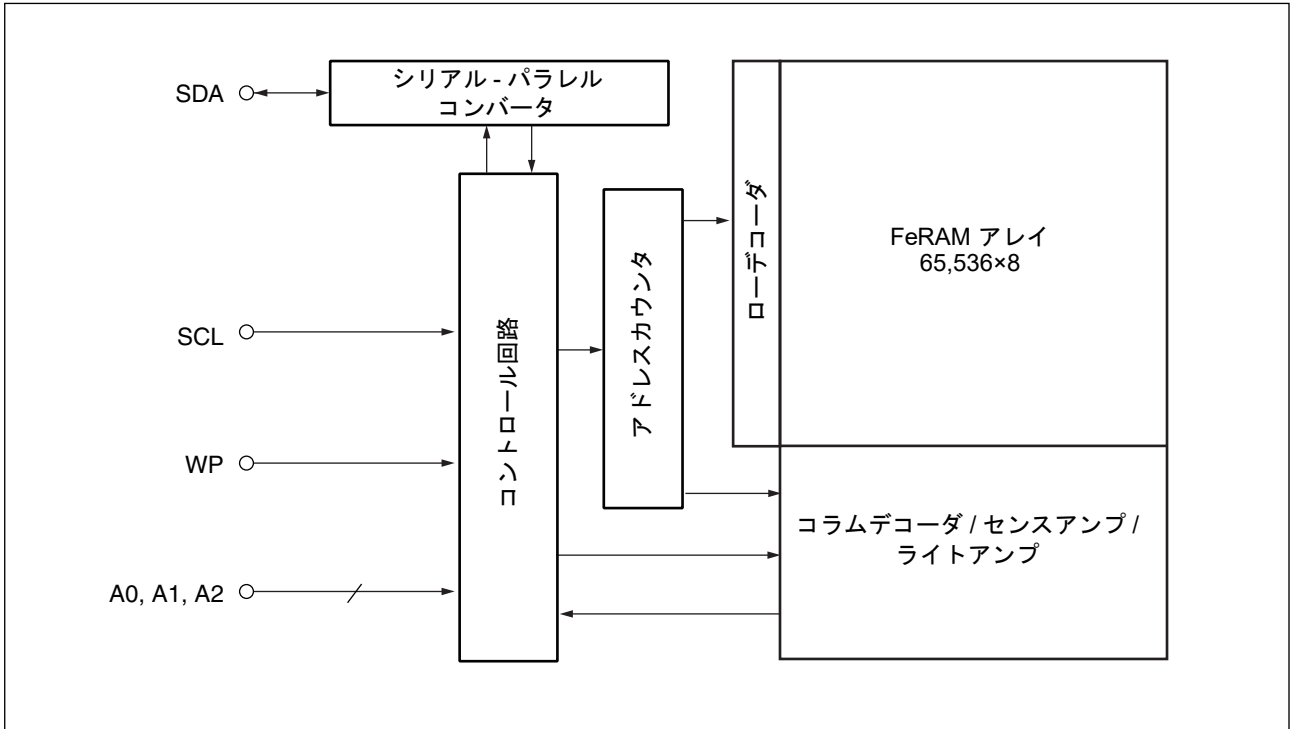 SDA
シリアル - パラレル
コンバータ
SCL
WP
A0, A1, A2
コントロール回路
アドレスカウンタ
ローデコーダ
FeRAM アレイ
65,536×8
コラムデコーダ / センスアンプ /
ライトアンプ